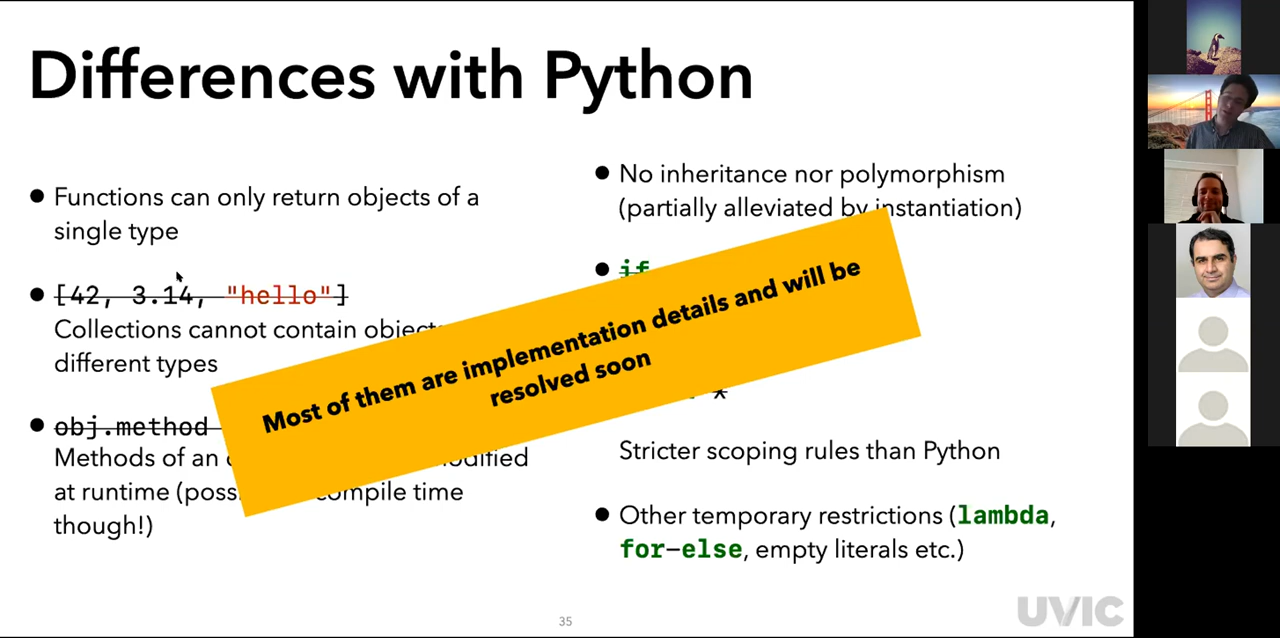 Differences with Python
Functions can only return objects of a
single type
[42, 3.14, "hello"]
Collections cannot contain
different types
obj.method
Methods of an
at runtime compile time
though!)
No inheritance nor polymorphism
(partially alleviated by instantiation)
if
*
Stricter scoping rules than Python
Other temporary restrictions (lambda,
for-else, empty literals etc.)
Most of them are implementation details and will be
resolved soon
35
UVIC